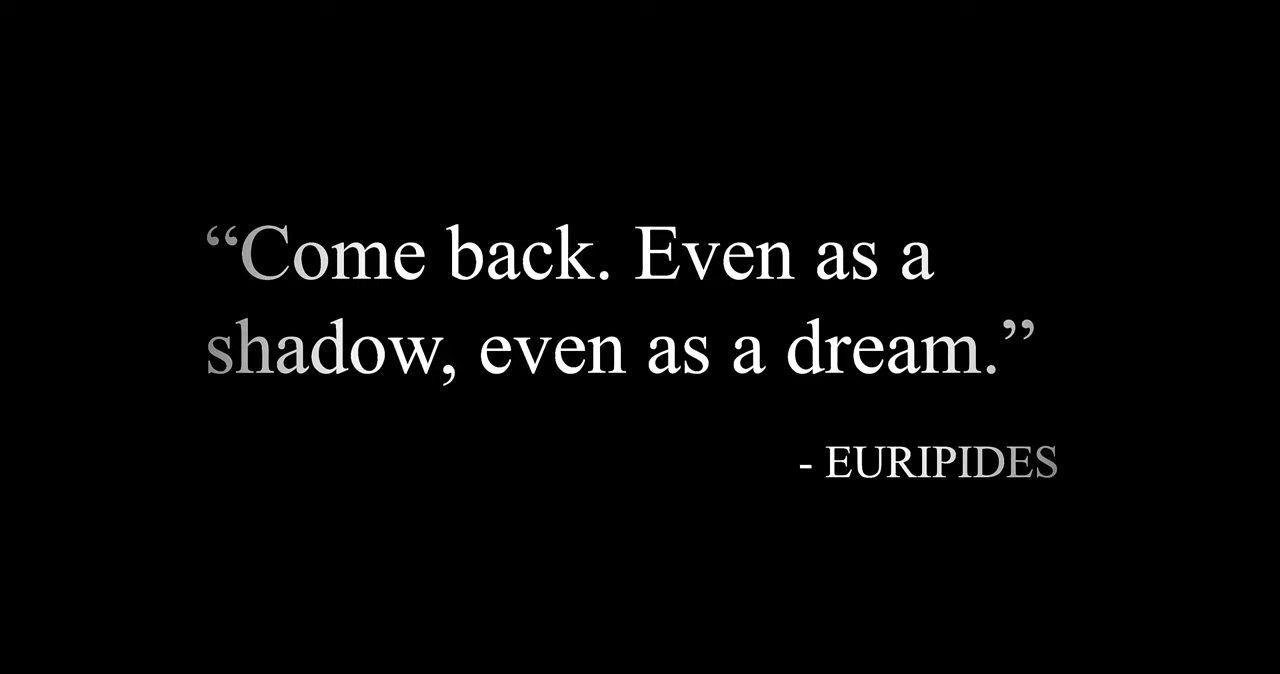 “Come back. Even as a
shadow, even as a dream.”
- EURIPIDES